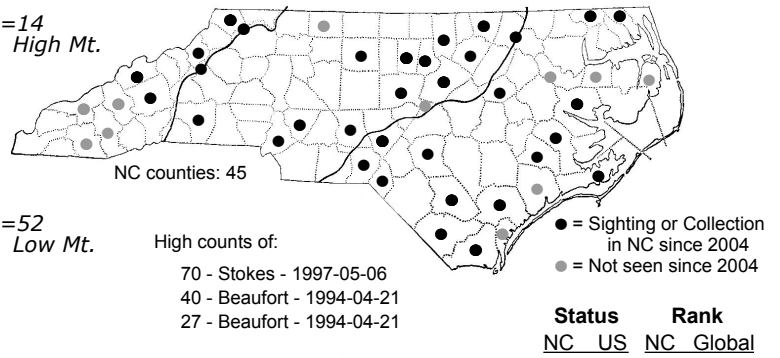 =14
High Mt.
NC counties: 45
=52
Low Mt.
High counts of:
70 - Stokes - 1997-05-06
40 - Beaufort - 1994-04-21
27 - Beaufort - 1994-04-21
= Sighting or Collection
in NC since 2004
= Not seen since 2004
Status Rank
NC US NC Global